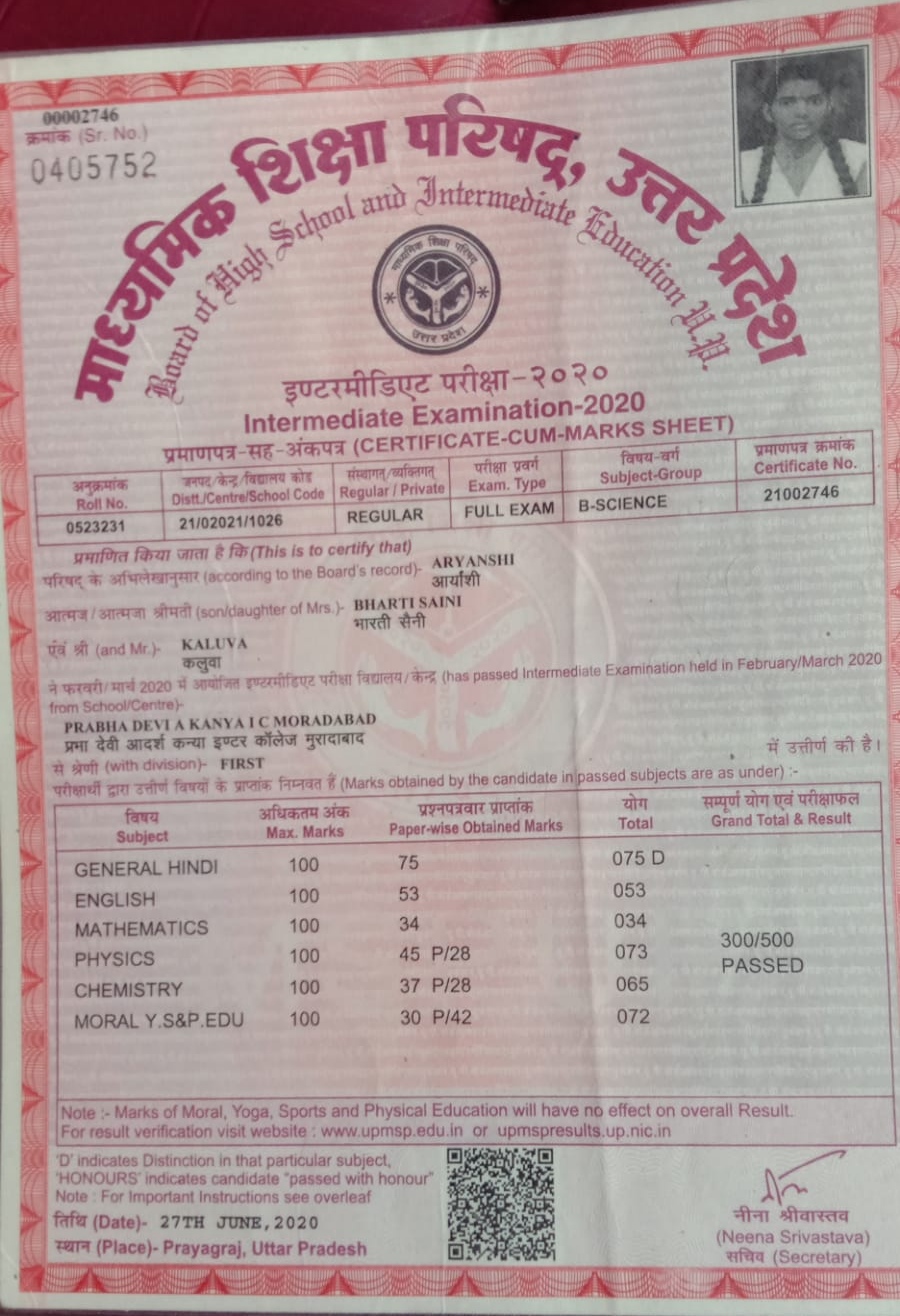 00002746
क्रमांक (Sr. No.)
0405752
माध्यमिक शिक्षा परिषद्, उत्तर प्रदेश
Board of High School and Intermediate Education U.P.
माध्यमिक शिक्षा परिषद्
उत्तर प्रदेश
इण्टरमीडिएट परीक्षा-२०२०
Intermediate Examination-2020
प्रमाणपत्र-सह-अंकपत्र (CERTIFICATE-CUM-MARKS SHEET)
अनुक्रमांक जनपद/केन्द्र/विद्यालय कोड संस्थागत/व्यक्तिगत परीक्षा प्रवर्ग विषय-वर्ग प्रमाणपत्र क्रमांक
Roll No. Distt./Centre/School Code Regular / Private Exam. Type Subject-Group Certificate No.
0523231 21/02021/1026 REGULAR FULL EXAM B-SCIENCE 21002746
प्रमाणित किया जाता है कि (This is to certify that)
परिषद् के अभिलेखानुसार (according to the Board's record)- ARYANSHI
आर्यांशी
आत्मज/आत्मजा श्रीमती (son/daughter of Mrs.)- BHARTI SAINI
भारती सैनी
एवं श्री (and Mr.)- KALUVA
कलुवा
ने फरवरी/मार्च 2020 में आयोजित इण्टरमीडिएट परीक्षा विद्यालय/केन्द्र (has passed Intermediate Examination held in February/March 2020
from School/Centre)-
PRABHA DEVI A KANYA I C MORADABAD
प्रभा देवी आदर्श कन्या इण्टर कॉलेज मुरादाबाद
में उत्तीर्ण की है।
से श्रेणी (with division)- FIRST
परीक्षार्थी द्वारा उत्तीर्ण विषयों के प्राप्तांक निम्नवत हैं (Marks obtained by the candidate in passed subjects are as under) :-
विषय अधिकतम अंक प्रश्नपत्रवार प्राप्तांक योग सम्पूर्ण योग एवं परीक्षाफल
Subject Max. Marks Paper-wise Obtained Marks Total Grand Total & Result
GENERAL HINDI 100 75 075 D
ENGLISH 100 53 053
MATHEMATICS 100 34 034
PHYSICS 100 45 P/28 073
CHEMISTRY 100 37 P/28 065
MORAL Y.S&P.EDU 100 30 P/42 072
300/500
PASSED
Note :- Marks of Moral, Yoga, Sports and Physical Education will have no effect on overall Result.
For result verification visit website : www.upmsp.edu.in or upmspresults.up.nic.in
'D' indicates Distinction in that particular subject,
'HONOURS' indicates candidate "passed with honour"
Note : For Important Instructions see overleaf
तिथि (Date)- 27TH JUNE, 2020
स्थान (Place)- Prayagraj, Uttar Pradesh
नीना श्रीवास्तव
(Neena Srivastava)
सचिव (Secretary)